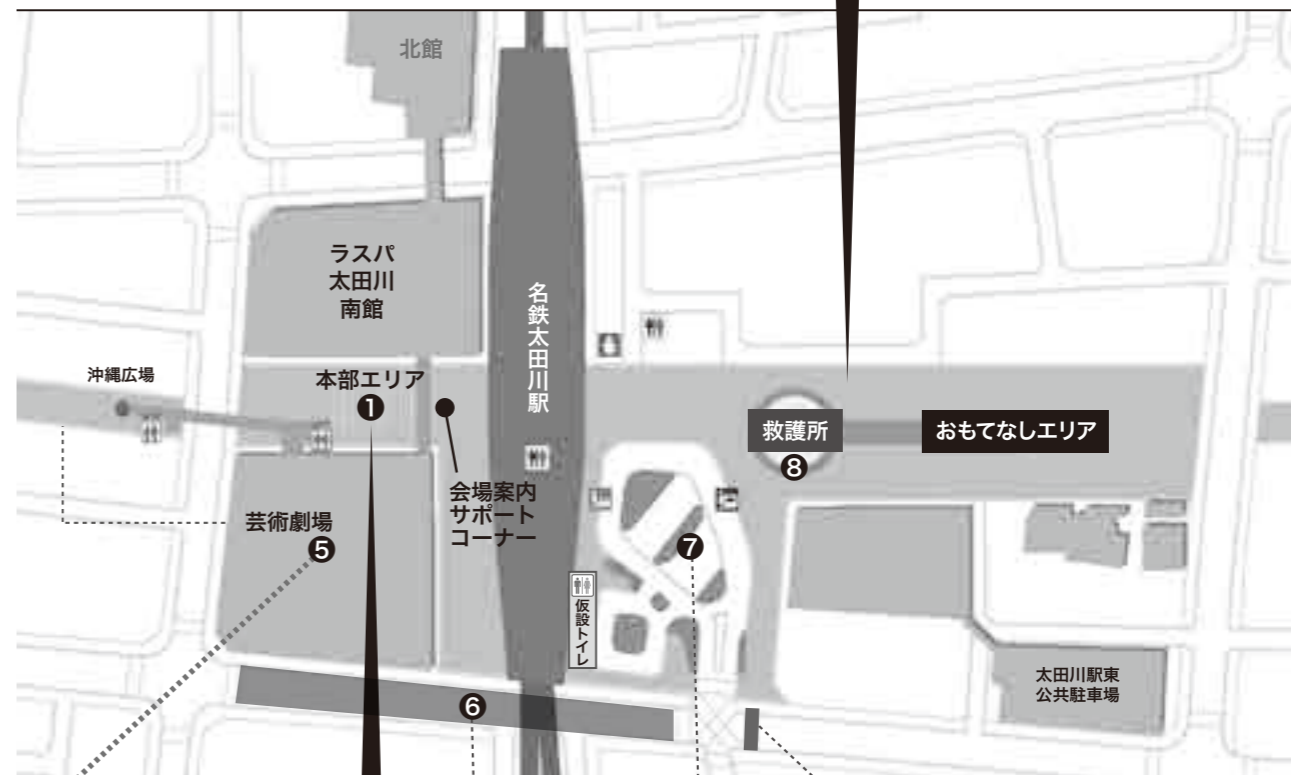 北館
ラスパ
太田川
南館
名鉄太田川駅
沖縄広場
本部エリア
❶
会場案内
サポート
コーナー
芸術劇場
❺
救護所
❽
おもてなしエリア
❼
仮設トイレ
❻
太田川駅東
公共駐車場